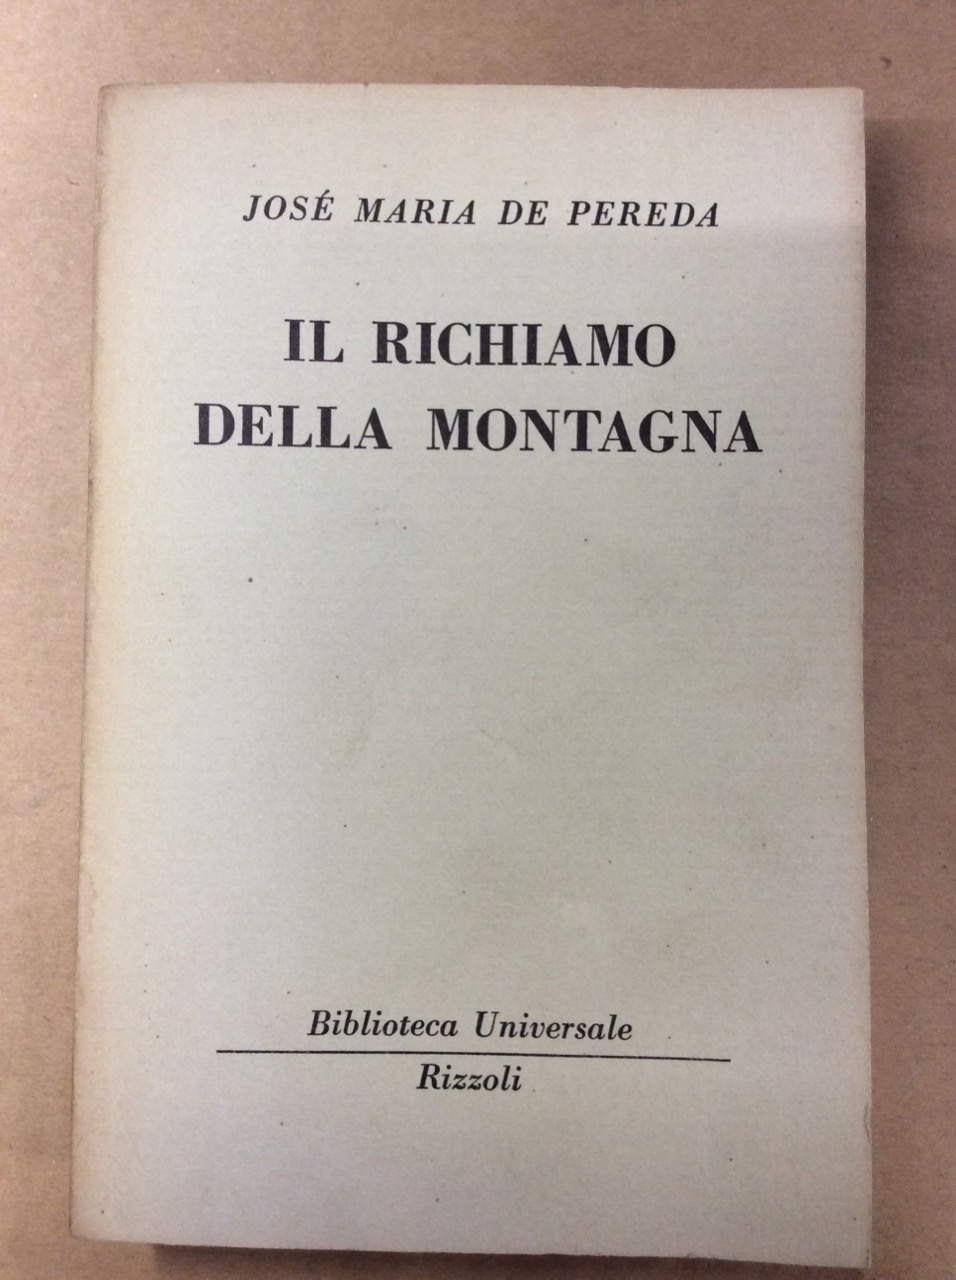 JOSÉ MARIA DE PEREDA
IL RICHIAMO
DELLA MONTAGNA
Biblioteca Universale
Rizzoli